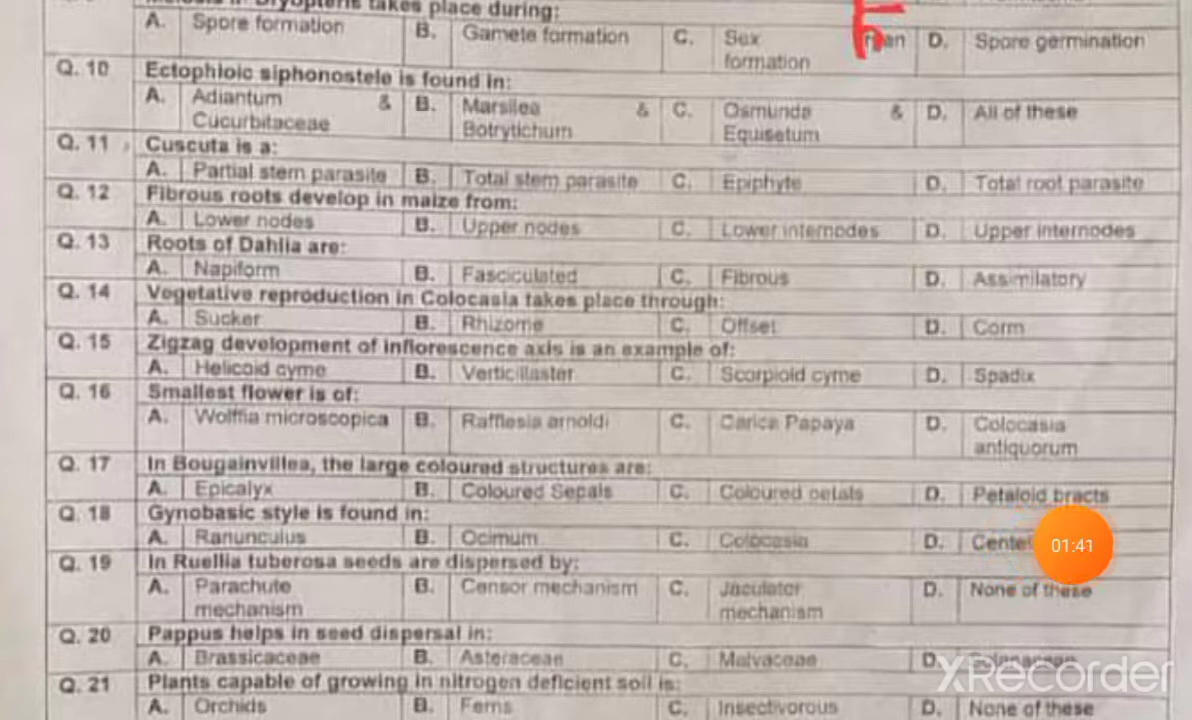 Dryopteris takes place during:
A. Spore formation B. Gamete formation C. Sex formation D. Spore germination
Q. 10 Ectophloic siphonostele is found in:
A. Adiantum & Cucurbitaceae B. Marsilea & Botrytichum C. Osmunda & Equisetum D. All of these
Q. 11 Cuscuta is a:
A. Partial stem parasite B. Total stem parasite C. Epiphyte D. Total root parasite
Q. 12 Fibrous roots develop in maize from:
A. Lower nodes B. Upper nodes C. Lower internodes D. Upper internodes
Q. 13 Roots of Dahlia are:
A. Napiform B. Fasciculated C. Fibrous D. Assimilatory
Q. 14 Vegetative reproduction in Colocasia takes place through:
A. Sucker B. Rhizome C. Offset D. Corm
Q. 15 Zigzag development of inflorescence axis is an example of:
A. Helicoid cyme B. Verticillaster C. Scorpioid cyme D. Spadix
Q. 16 Smallest flower is of:
A. Wolffia microscopica B. Rafflesia arnoldi C. Carica Papaya D. Colocasia antiquorum
Q. 17 In Bougainvillea, the large coloured structures are:
A. Epicalyx B. Coloured Sepals C. Coloured petals D. Petaloid bracts
Q. 18 Gynobasic style is found in:
A. Ranunculus B. Ocimum C. Colocasia D.
01:41
Q. 19 In Ruellia tuberosa seeds are dispersed by:
A. Parachute mechanism B. Censor mechanism C. Jaculator mechanism D. None of these
Q. 20 Pappus helps in seed dispersal in:
A. Brassicaceae B. Asteraceae C. Malvaceae D.
XRecorder
Q. 21 Plants capable of growing in nitrogen deficient soil is:
A. Orchids B. Ferns C. Insectivorous D. None of these